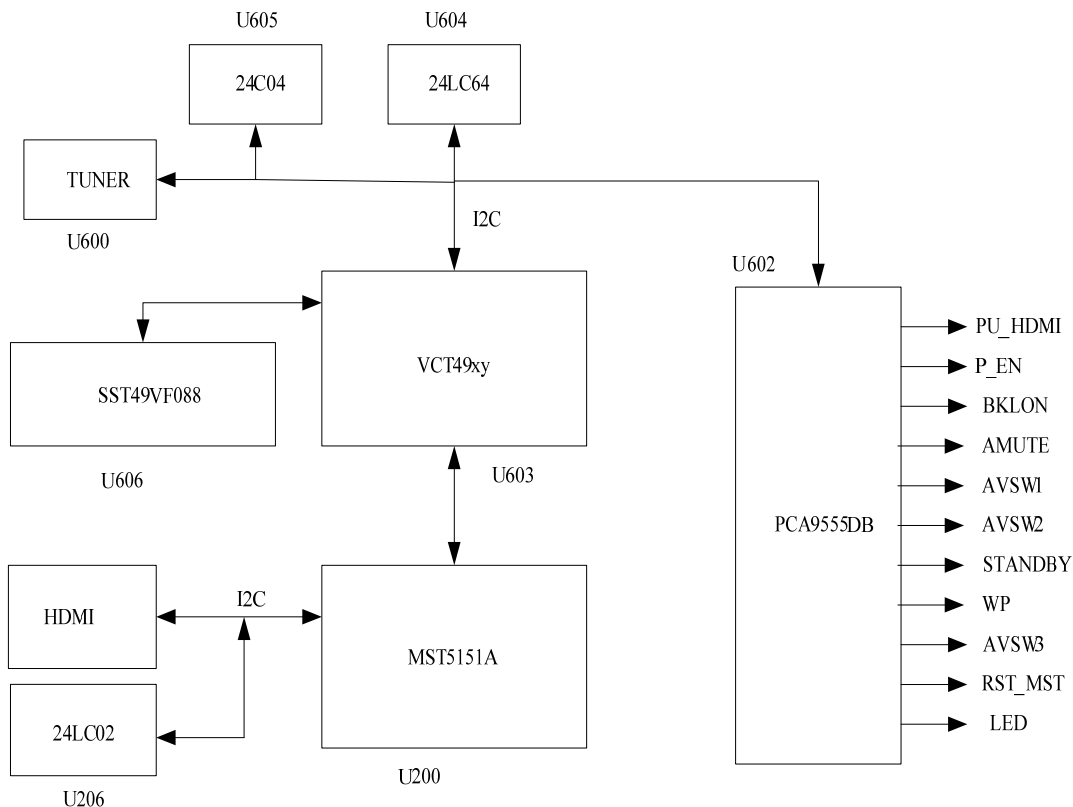 U605
U604
24C04
24LC64
TUNER
U600
I2C
U602
PU_HDMI
P_EN
VCT49xy
SST49VF088
BKLON
AMUTE
U606
U603
AVSW1
PCA9555DB
AVSW2
STANDBY
HDMI
I2C
WP
MST5151A
AVSW3
RST_MST
24LC02
LED
U200
U206